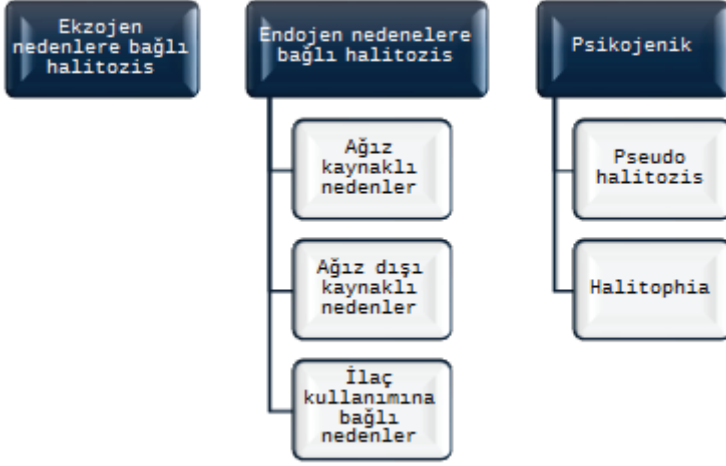 Ekzojen
nedenlere bağlı
halitozis
Endojen nedenelere
bağlı halitozis
Ağız
kaynaklı
nedenler
Ağız dışı
kaynaklı
nedenler
İlaç
kullanımına
bağlı
nedenler
Psikojenik
Pseudo
halitozis
Halitophia